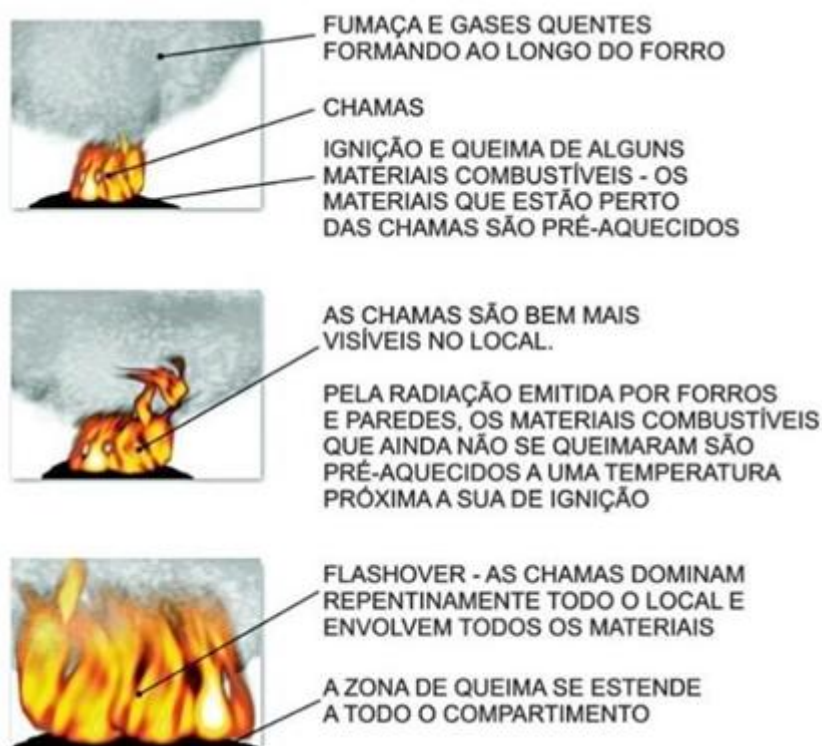 FUMAÇA E GASES QUENTES
FORMANDO AO LONGO DO FORRO
CHAMAS
IGNIÇÃO E QUEIMA DE ALGUNS
MATERIAIS COMBUSTÍVEIS - OS
MATERIAIS QUE ESTÃO PERTO
DAS CHAMAS SÃO PRÉ-AQUECIDOS
AS CHAMAS SÃO BEM MAIS
VISÍVEIS NO LOCAL.
PELA RADIAÇÃO EMITIDA POR FORROS
E PAREDES, OS MATERIAIS COMBUSTÍVEIS
QUE AINDA NÃO SE QUEIMARAM SÃO
PRÉ-AQUECIDOS A UMA TEMPERATURA
PRÓXIMA A SUA DE IGNIÇÃO
FLASHOVER - AS CHAMAS DOMINAM
REPENTINAMENTE TODO O LOCAL E
ENVOLVEM TODOS OS MATERIAIS
A ZONA DE QUEIMA SE ESTENDE
A TODO O COMPARTIMENTO